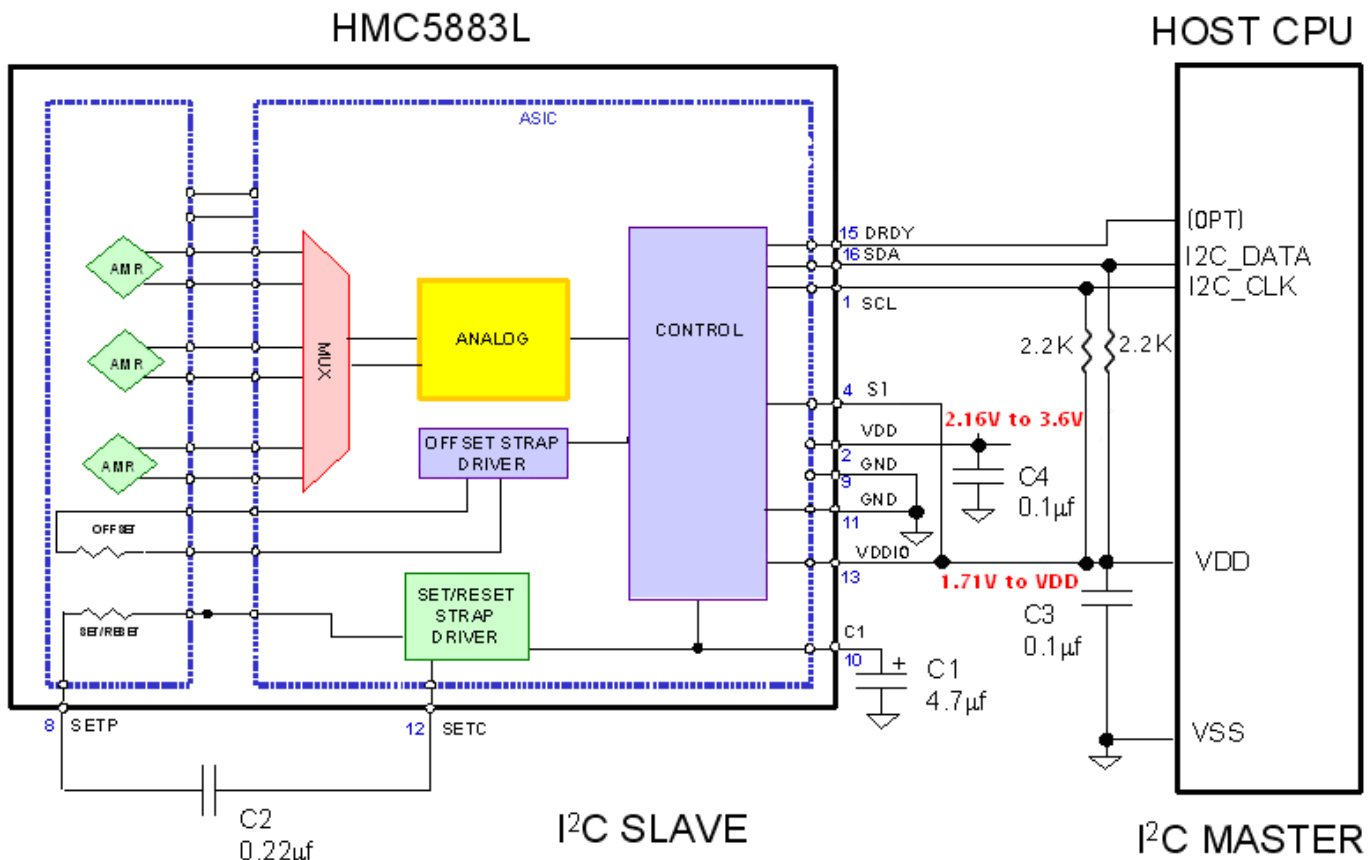 HMC5883L
HOST CPU
ASIC
AMR
AMR
AMR
MUX
ANALOG
CONTROL
OFFSET STRAP
DRIVER
OFFSET
SET/RESET
STRAP
DRIVER
SET/RESET
15 DRDY
16 SDA
1 SCL
(OPT)
I2C_DATA
I2C_CLK
2.2K
2.2K
4 S1
2.16V to 3.6V
VDD
2
GND
9
GND
11
VDDIO
13
C4
0.1µf
1.71V to VDD
VDD
C3
0.1µf
C1
10
+
C1
4.7µf
VSS
8 SETP
12 SETC
C2
0.22µf
I²C SLAVE
I²C MASTER